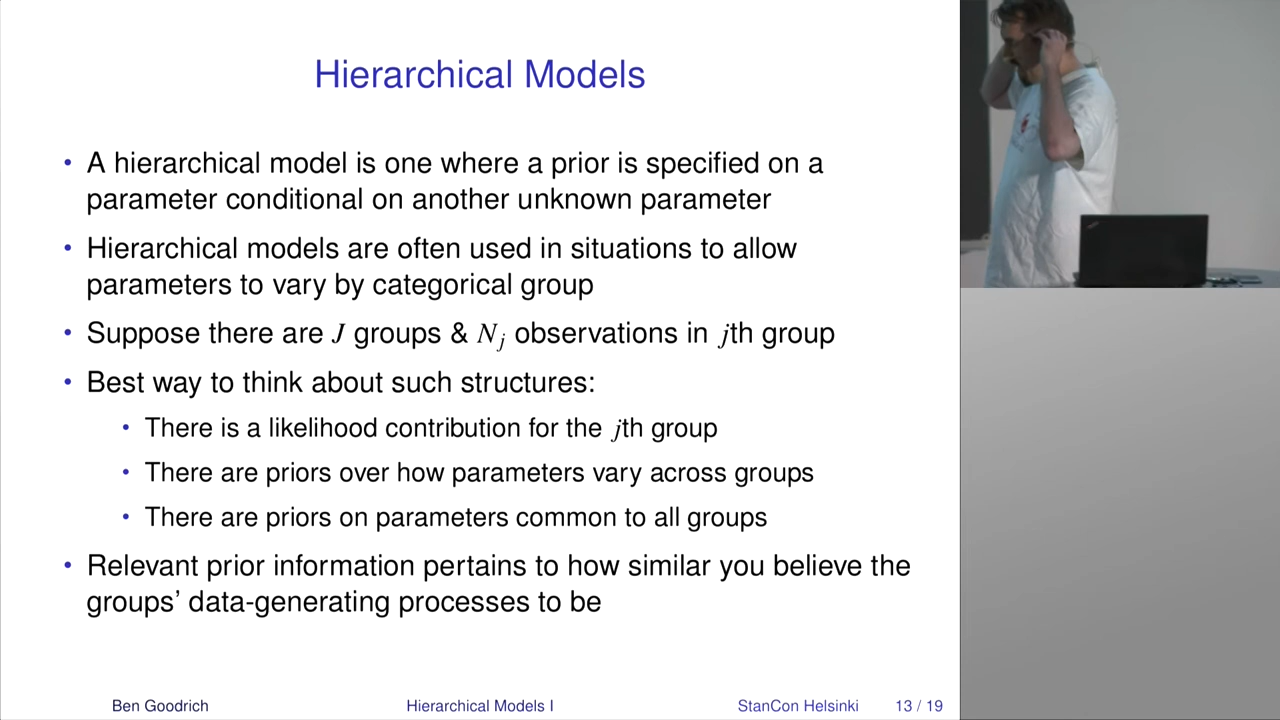 Hierarchical Models
• A hierarchical model is one where a prior is specified on a
parameter conditional on another unknown parameter
• Hierarchical models are often used in situations to allow
parameters to vary by categorical group
• Suppose there are J groups & N_j observations in jth group
• Best way to think about such structures:
• There is a likelihood contribution for the jth group
• There are priors over how parameters vary across groups
• There are priors on parameters common to all groups
• Relevant prior information pertains to how similar you believe the
groups’ data-generating processes to be
Ben Goodrich Hierarchical Models I StanCon Helsinki 13 / 19